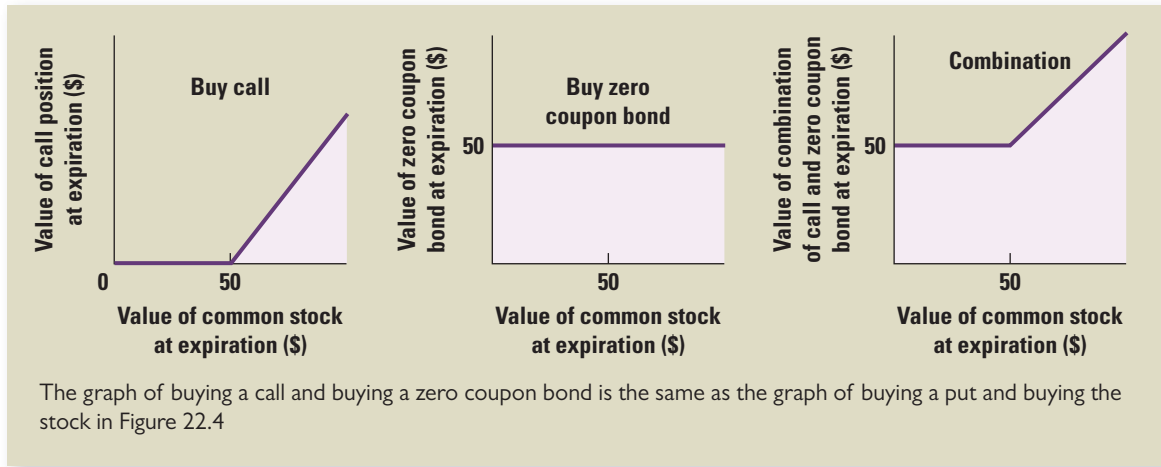 Value of call position
at expiration ($)
Buy call
0
50
Value of common stock
at expiration ($)
Value of zero coupon
bond at expiration ($)
Buy zero
coupon bond
50
50
Value of common stock
at expiration ($)
Value of combination
of call and zero coupon
bond at expiration ($)
Combination
50
50
Value of common stock
at expiration ($)
The graph of buying a call and buying a zero coupon bond is the same as the graph of buying a put and buying the
stock in Figure 22.4